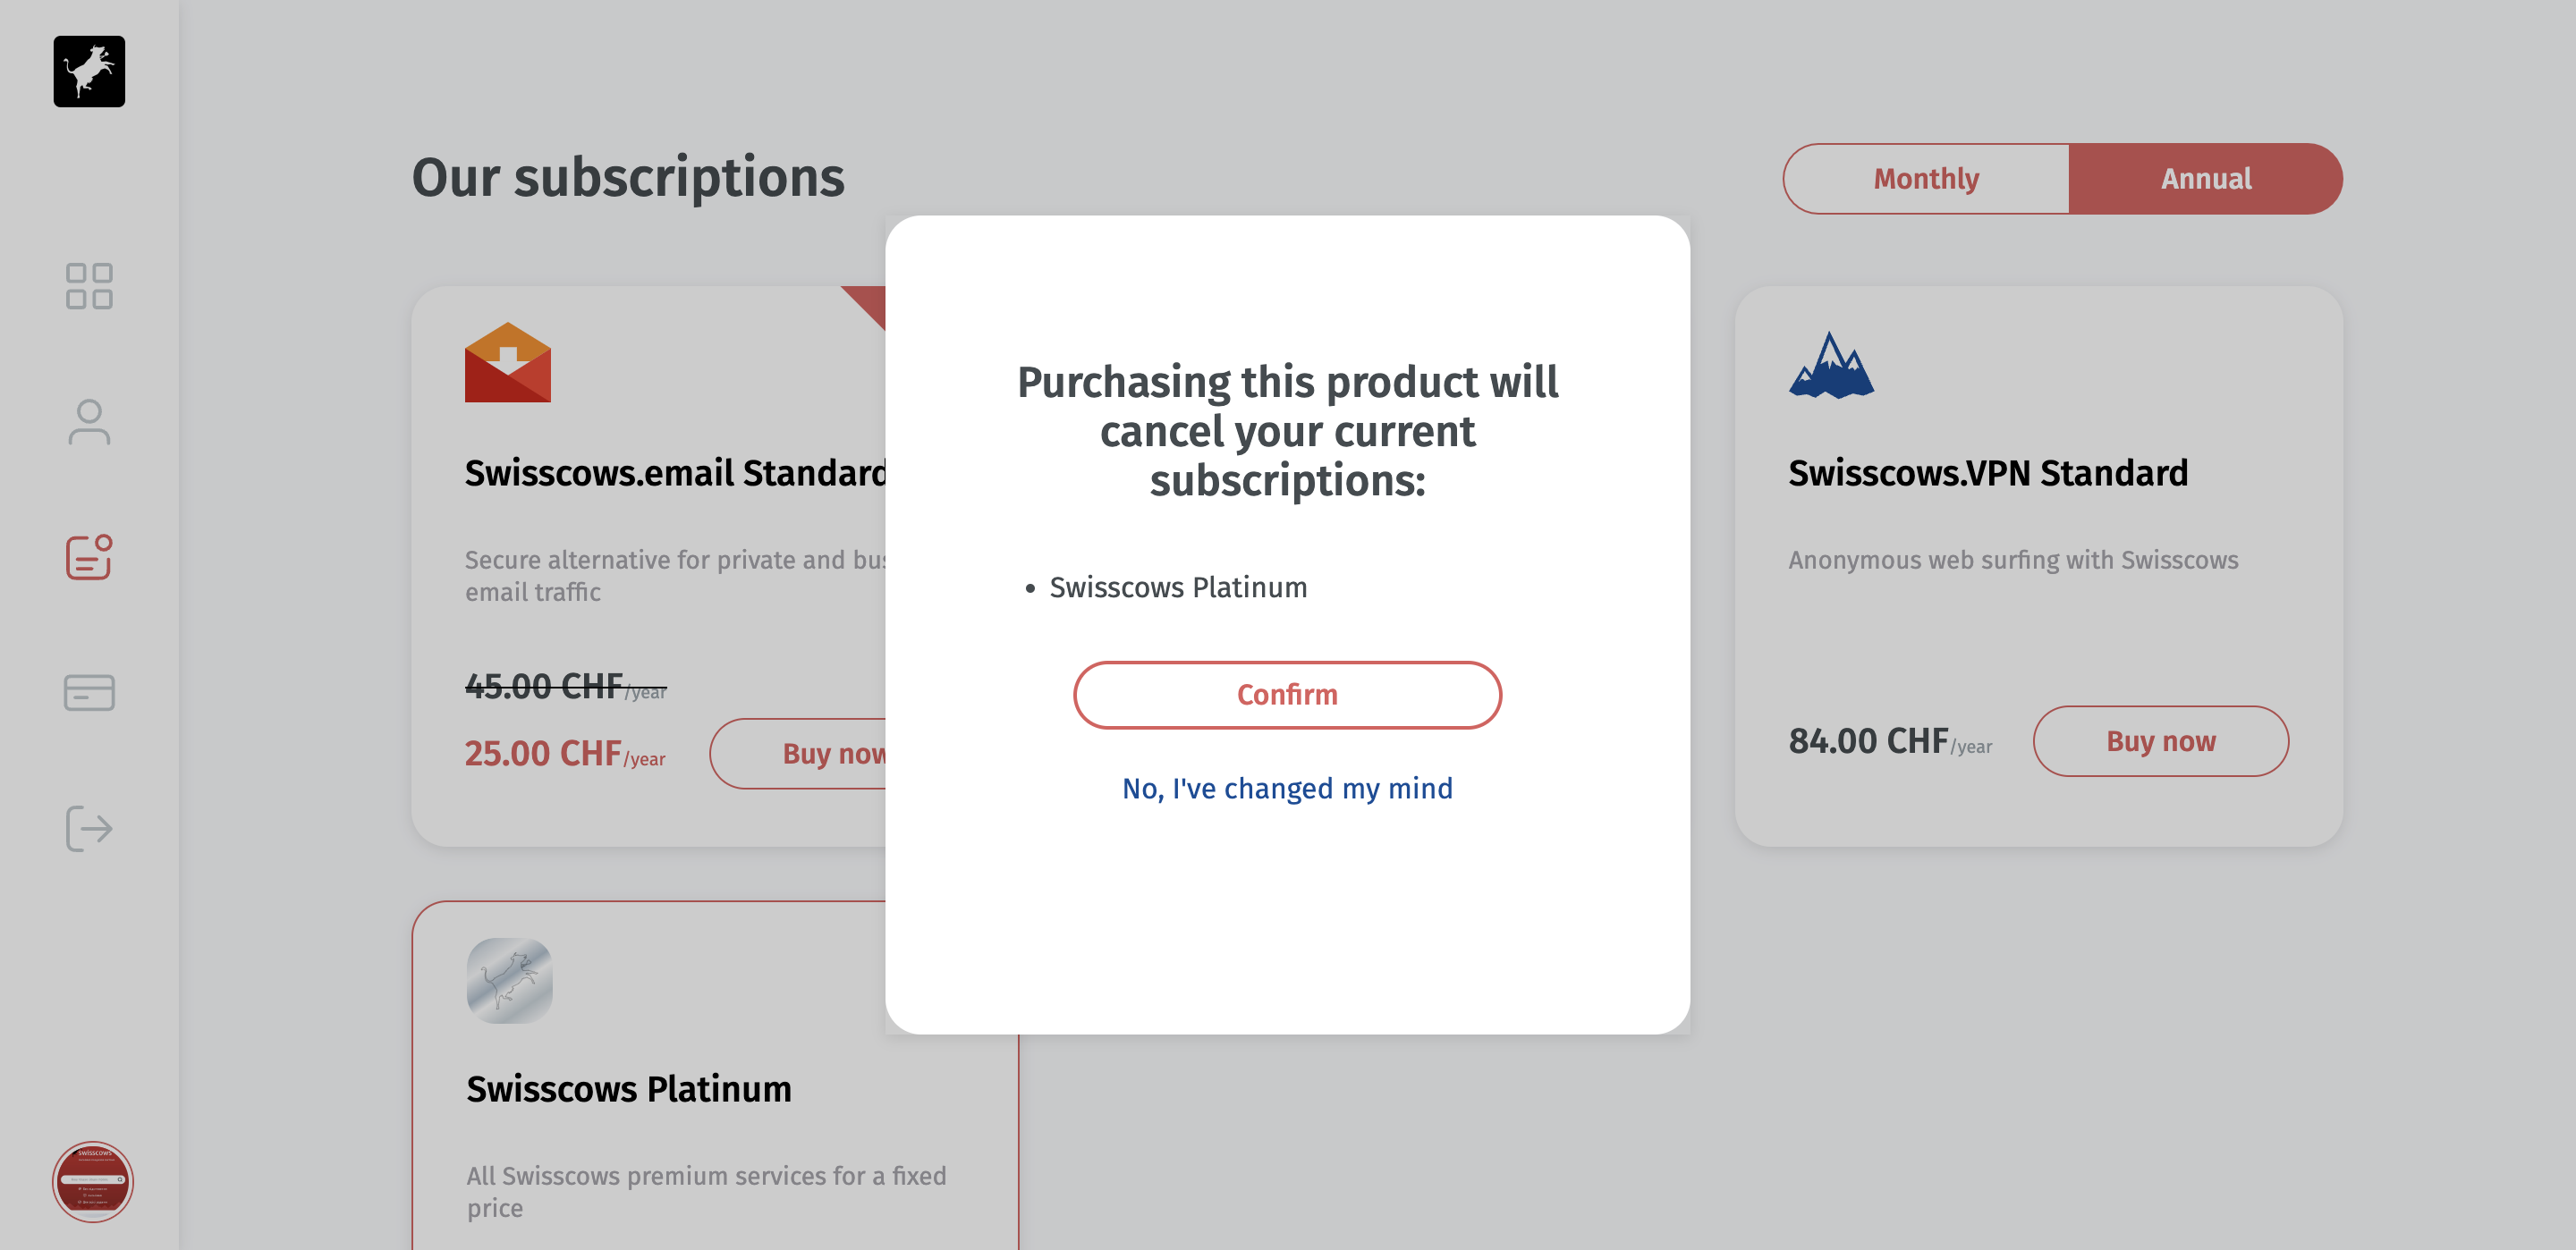 Our subscriptions
Monthly
Annual
Swisscows.email Standard
Secure alternative for private and bus
email traffic
45.00 CHF/year
25.00 CHF/year
Buy now
Purchasing this product will
cancel your current
subscriptions:
• Swisscows Platinum
Confirm
No, I've changed my mind
Swisscows.VPN Standard
Anonymous web surfing with Swisscows
84.00 CHF/year
Buy now
Swisscows Platinum
All Swisscows premium services for a fixed
price
swisscows